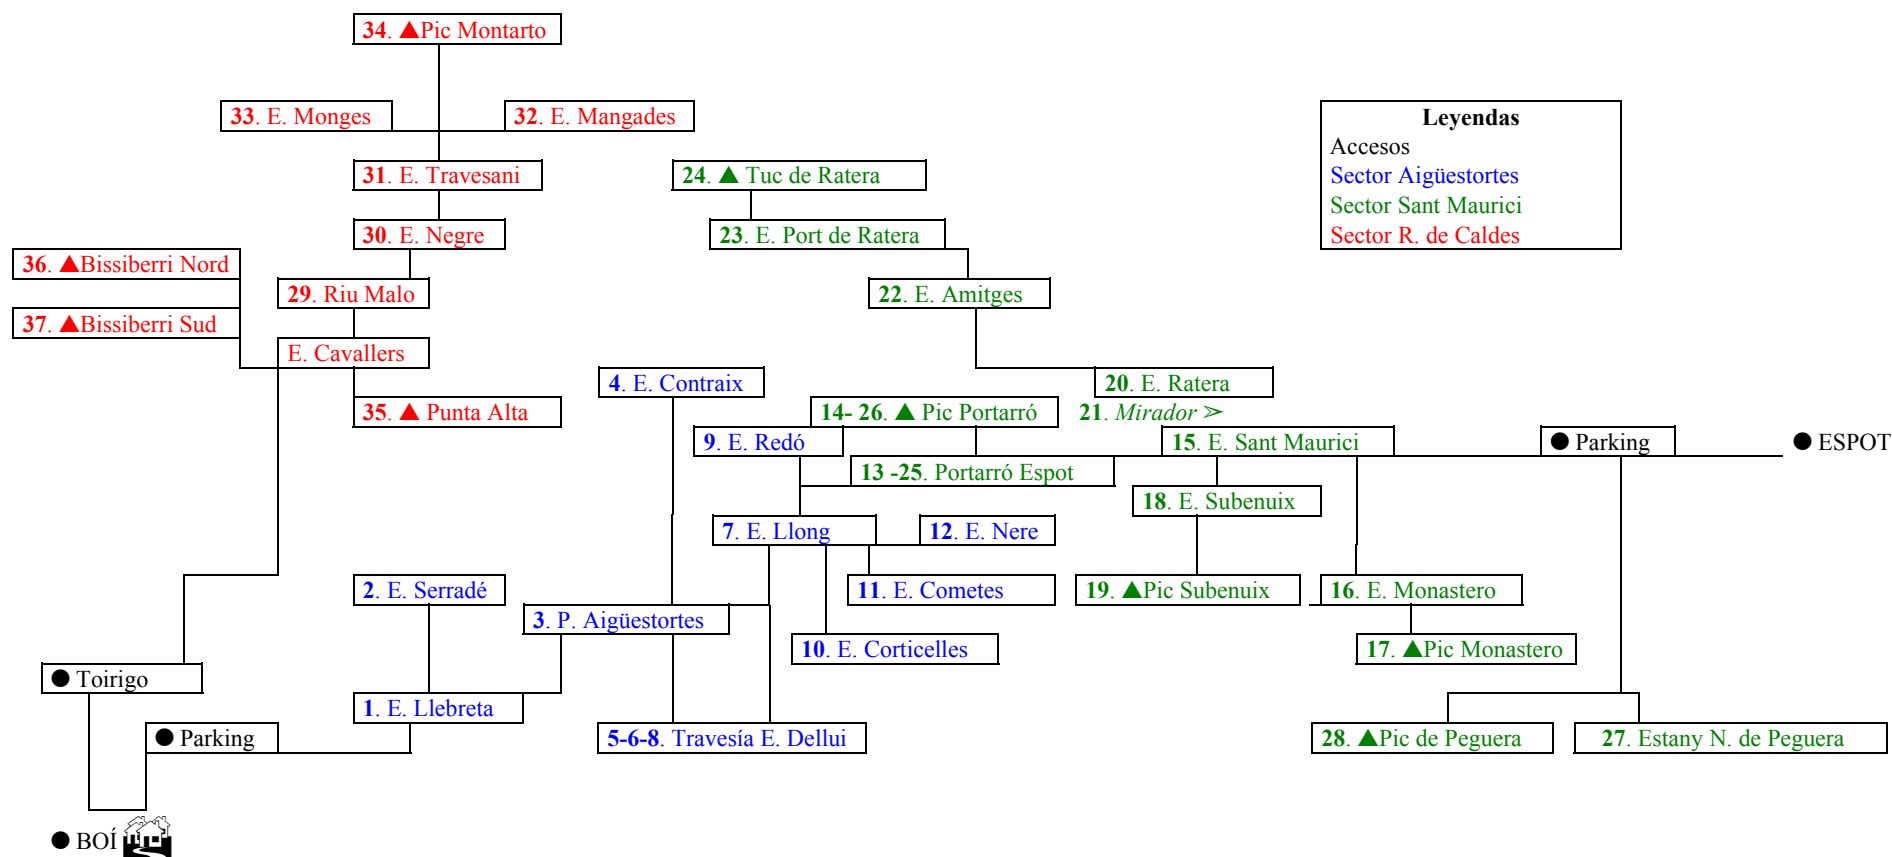 34. ▲Pic Montarto
33. E. Monges
32. E. Mangades
Leyendas
Accesos
Sector Aigüestortes
Sector Sant Maurici
Sector R. de Caldes
31. E. Travesani
24. ▲ Tuc de Ratera
30. E. Negre
23. E. Port de Ratera
36. ▲Bissiberri Nord
29. Riu Malo
22. E. Amitges
37. ▲Bissiberri Sud
E. Cavallers
4. E. Contraix
20. E. Ratera
35. ▲ Punta Alta
14- 26. ▲ Pic Portarró
21. Mirador ➢
9. E. Redó
15. E. Sant Maurici
● Parking
● ESPOT
13 -25. Portarró Espot
18. E. Subenuix
7. E. Llong
12. E. Nere
2. E. Serradé
11. E. Cometes
19. ▲Pic Subenuix
16. E. Monastero
3. P. Aigüestortes
10. E. Corticelles
17. ▲Pic Monastero
● Toirigo
1. E. Llebreta
● Parking
5-6-8. Travesía E. Dellui
28. ▲Pic de Peguera
27. Estany N. de Peguera
● BOÍ